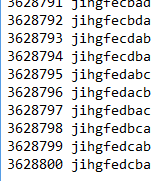 3628791 jihgfecbad
3628792 jihgfecbda
3628793 jihgfecdab
3628794 jihgfecdba
3628795 jihgfedabc
3628796 jihgfedacb
3628797 jihgfedbac
3628798 jihgfedbca
3628799 jihgfedcab
3628800 jihgfedcba